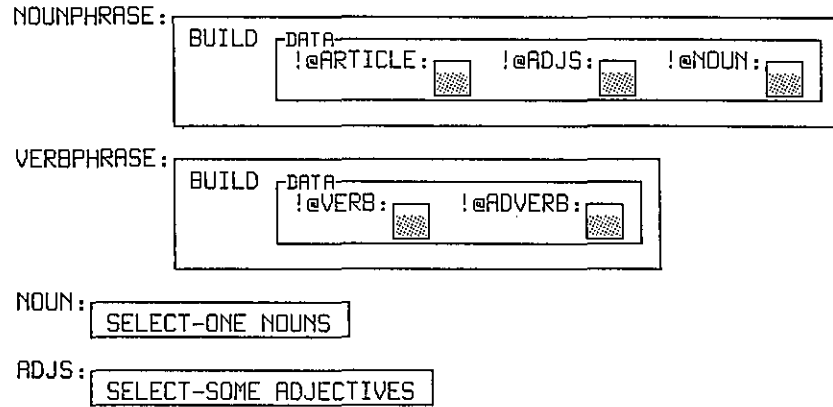 NOUNPHRASE:
BUILD DATA
!@ARTICLE: !@ADJS: !@NOUN:
VERBPHRASE:
BUILD DATA
!@VERB: !@ADVERB:
NOUN:
SELECT-ONE NOUNS
ADJS:
SELECT-SOME ADJECTIVES